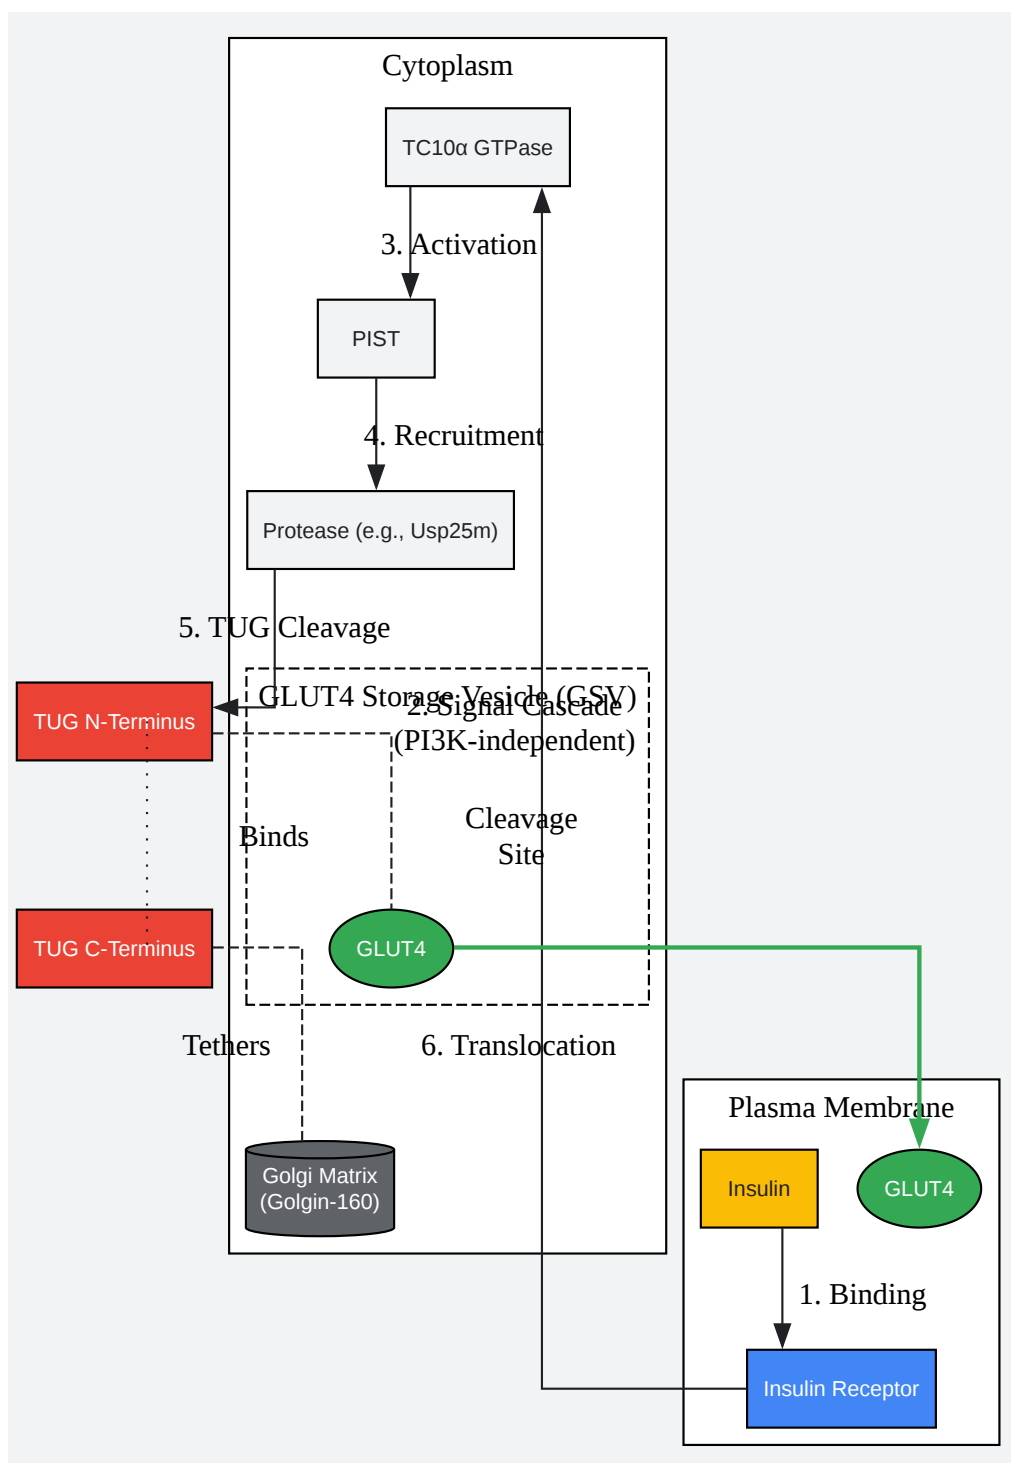 Cytoplasm
TC10α GTPase
3. Activation
PIST
4. Recruitment
Protease (e.g., Usp25m)
5. TUG Cleavage
GLUT4 Storage Vesicle (GSV)
2. Signal Cascade
(PI3K-independent)
TUG N-Terminus
Cleavage
Site
Binds
TUG C-Terminus
GLUT4
Tethers
6. Translocation
Plasma Membrane
Golgi Matrix
(Golgin-160)
Insulin
GLUT4
1. Binding
Insulin Receptor